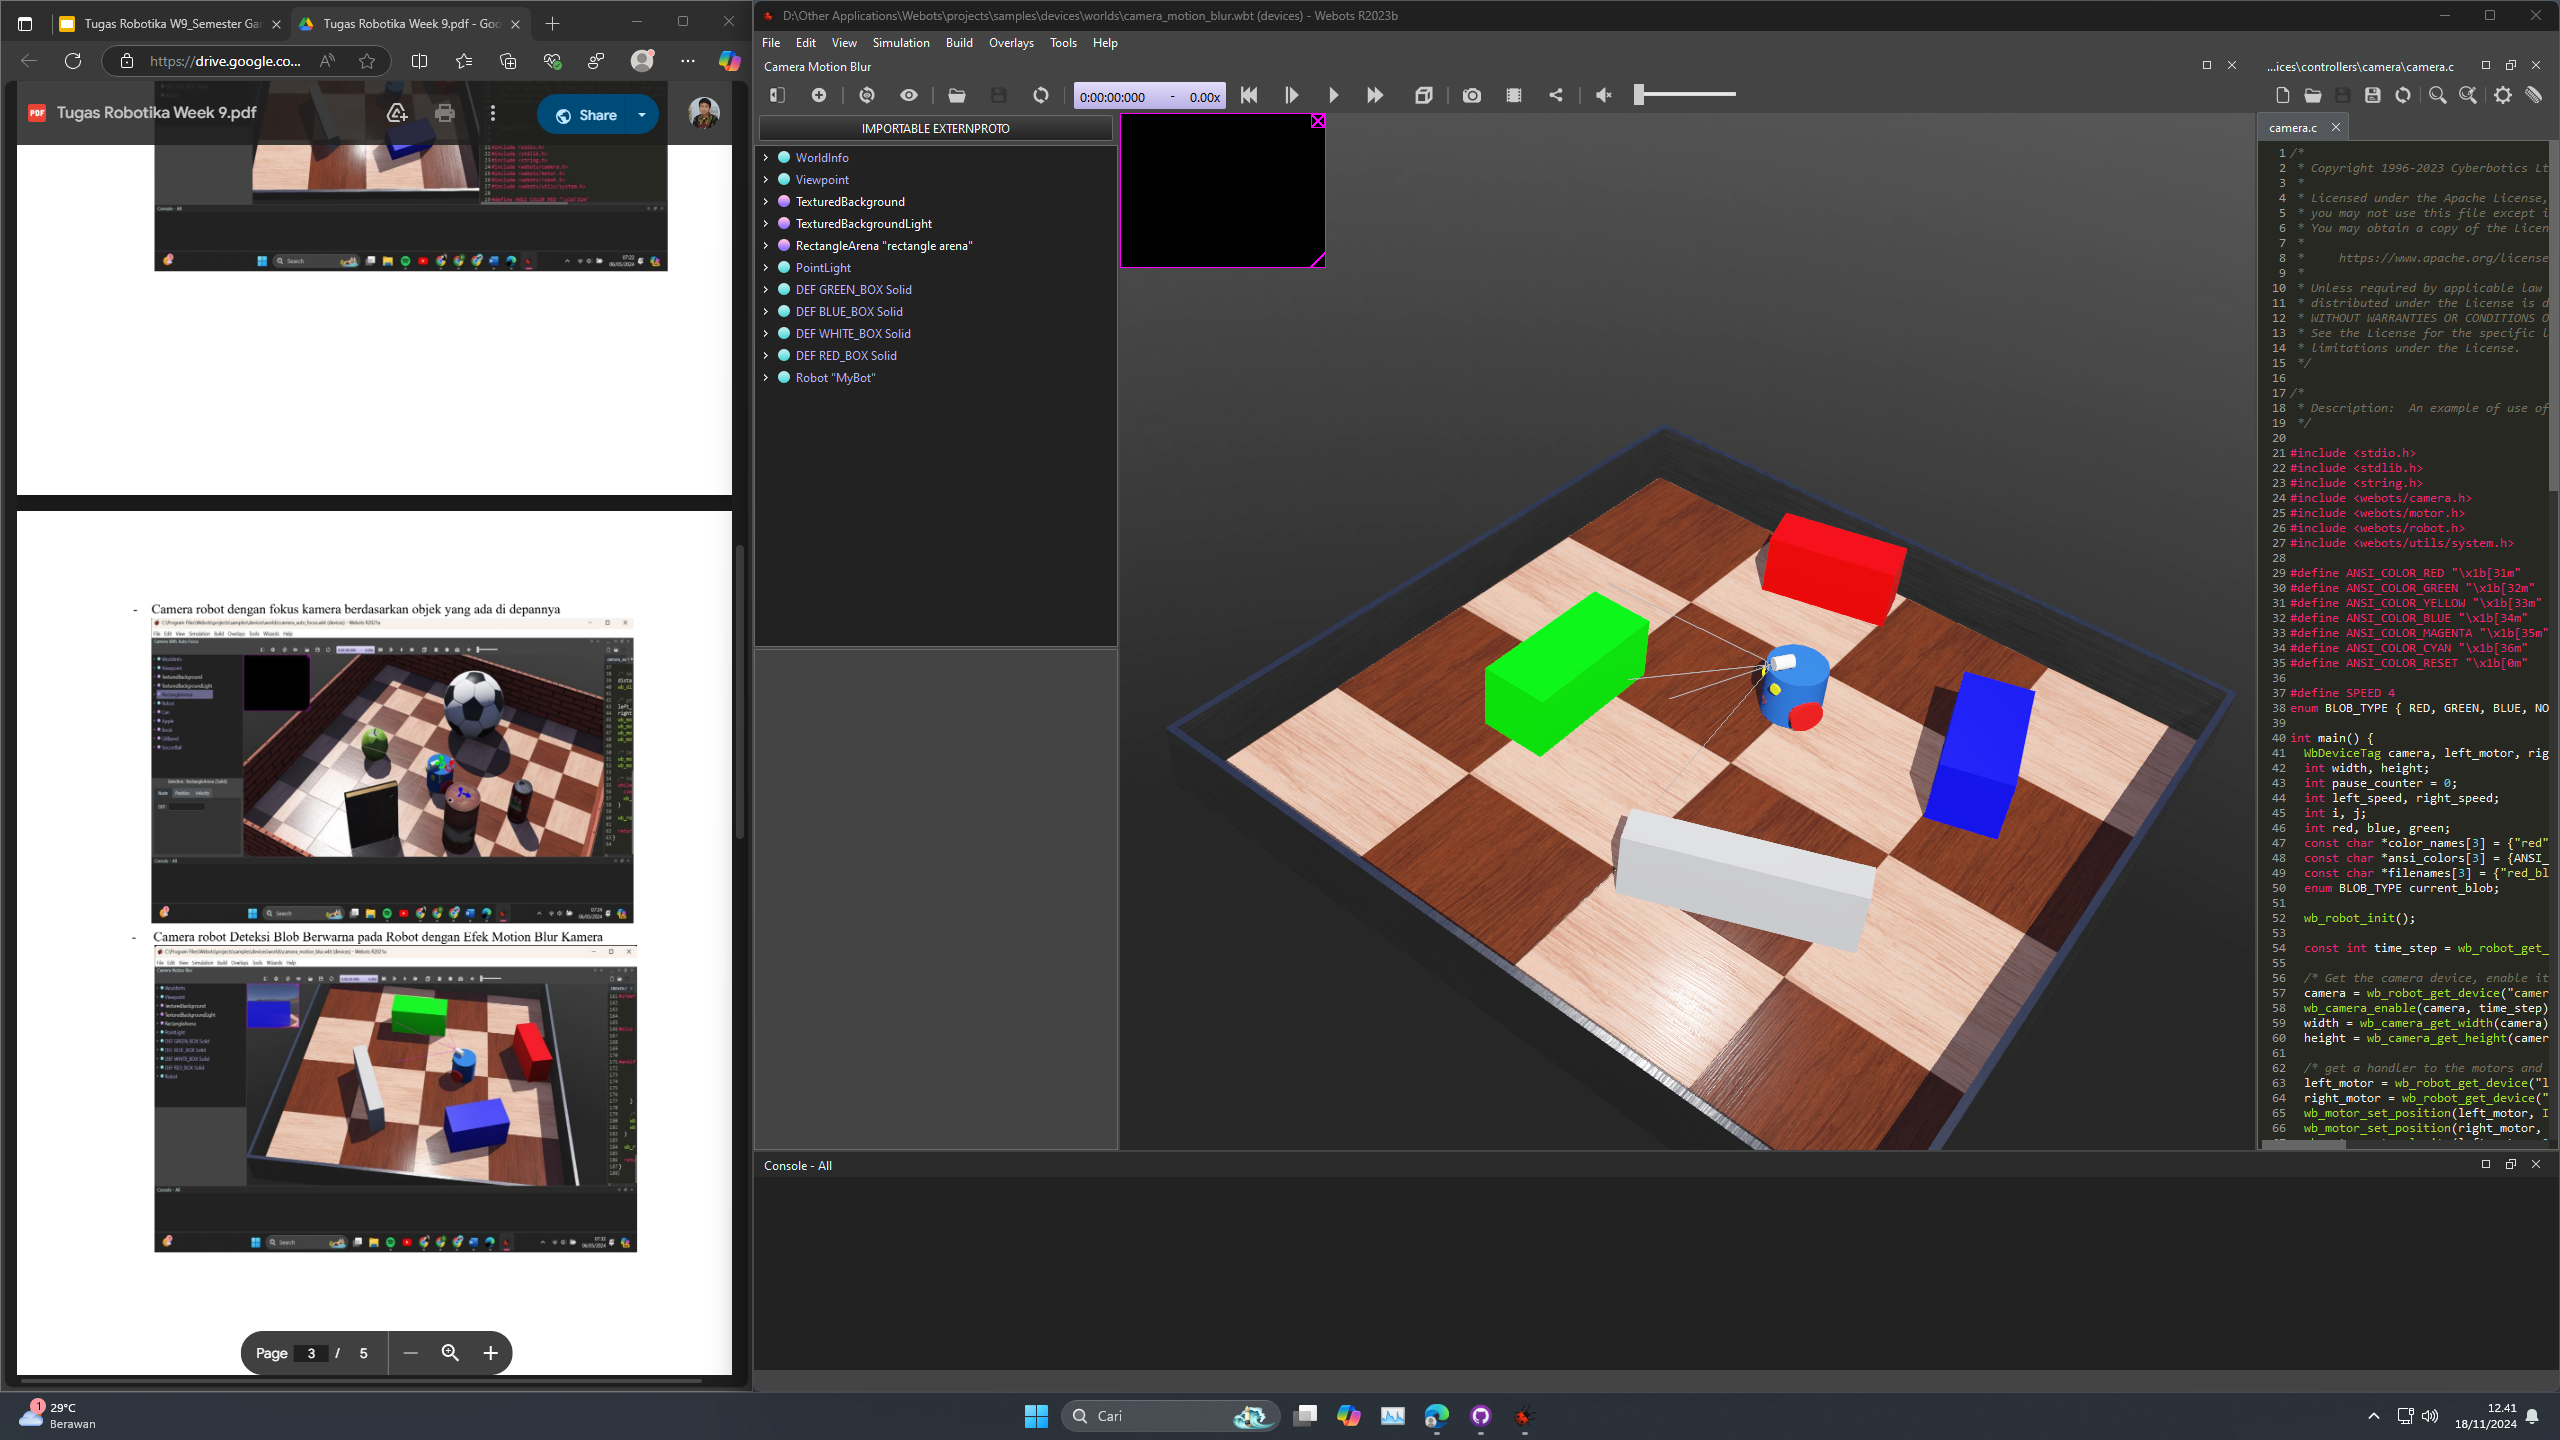 Tugas Robotika W9_Semester Gar
Tugas Robotika Week 9.pdf - Goo
https://drive.google.co...
Tugas Robotika Week 9.pdf
Share
- Camera robot dengan fokus kamera berdasarkan objek yang ada di depannya
- Camera robot Deteksi Blob Berwarna pada Robot dengan Efek Motion Blur Kamera
Page 3 / 5
D:\Other Applications\Webots\projects\samples\devices\worlds\camera_motion_blur.wbt (devices) - Webots R2023b
File Edit View Simulation Build Overlays Tools Help
Camera Motion Blur
0:00:00:000 - 0.00x
IMPORTABLE EXTERNPROTO
WorldInfo
Viewpoint
TexturedBackground
TexturedBackgroundLight
RectangleArena "rectangle arena"
PointLight
DEF GREEN_BOX Solid
DEF BLUE_BOX Solid
DEF WHITE_BOX Solid
DEF RED_BOX Solid
Robot "MyBot"
...ices\controllers\camera\camera.c
camera.c
1 /*
2 * Copyright 1996-2023 Cyberbotics Lt
3 *
4 * Licensed under the Apache License,
5 * you may not use this file except i
6 * You may obtain a copy of the Licen
7 *
8 * https://www.apache.org/license
9 *
10 * Unless required by applicable law
11 * distributed under the License is d
12 * WITHOUT WARRANTIES OR CONDITIONS O
13 * See the License for the specific l
14 * limitations under the License.
15 */
16
17 /*
18 * Description: An example of use of
19 */
20
21 #include <stdio.h>
22 #include <stdlib.h>
23 #include <string.h>
24 #include <webots/camera.h>
25 #include <webots/motor.h>
26 #include <webots/robot.h>
27 #include <webots/utils/system.h>
28
29 #define ANSI_COLOR_RED "\x1b[31m"
30 #define ANSI_COLOR_GREEN "\x1b[32m"
31 #define ANSI_COLOR_YELLOW "\x1b[33m"
32 #define ANSI_COLOR_BLUE "\x1b[34m"
33 #define ANSI_COLOR_MAGENTA "\x1b[35m"
34 #define ANSI_COLOR_CYAN "\x1b[36m"
35 #define ANSI_COLOR_RESET "\x1b[0m"
36
37 #define SPEED 4
38 enum BLOB_TYPE { RED, GREEN, BLUE, NO
39
40 int main() {
41 WbDeviceTag camera, left_motor, rig
42 int width, height;
43 int pause_counter = 0;
44 int left_speed, right_speed;
45 int i, j;
46 int red, blue, green;
47 const char *color_names[3] = {"red"
48 const char *ansi_colors[3] = {ANSI_
49 const char *filenames[3] = {"red_bl
50 enum BLOB_TYPE current_blob;
51
52 wb_robot_init();
53
54 const int time_step = wb_robot_get_
55
56 /* Get the camera device, enable it
57 camera = wb_robot_get_device("camer
58 wb_camera_enable(camera, time_step)
59 width = wb_camera_get_width(camera)
60 height = wb_camera_get_height(camer
61
62 /* get a handler to the motors and
63 left_motor = wb_robot_get_device("l
64 right_motor = wb_robot_get_device("
65 wb_motor_set_position(left_motor, I
66 wb_motor_set_position(right_motor,
Console - All
1
29°C
Berawan
Cari
12.41
18/11/2024